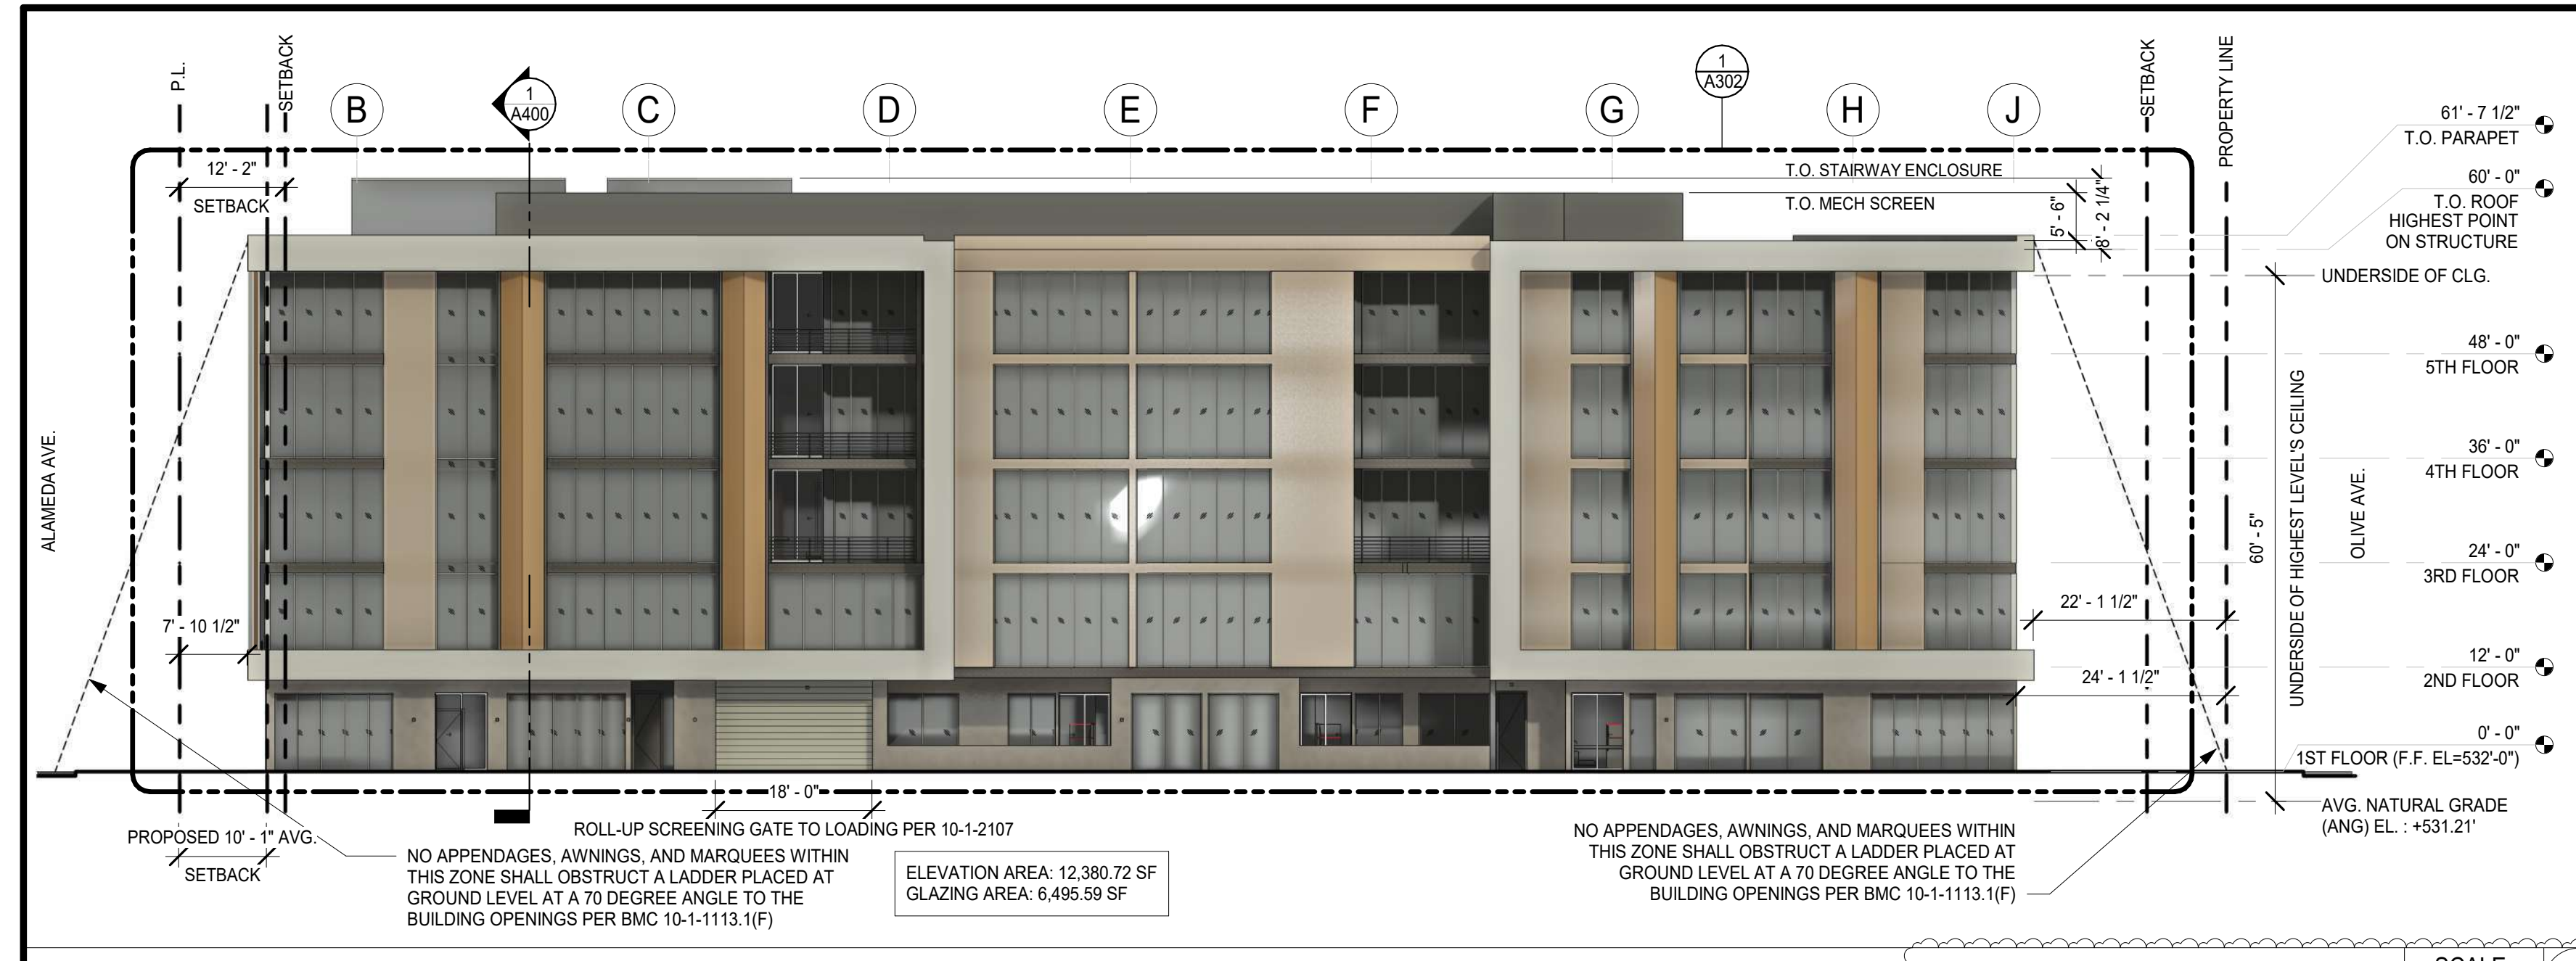 P.L.
SETBACK
B
1
A400
C
D
E
F
G
1
A302
H
J
SETBACK
PROPERTY LINE
61' - 7 1/2"
T.O. PARAPET
60' - 0"
T.O. ROOF
HIGHEST POINT
ON STRUCTURE
12' - 2"
SETBACK
T.O. STAIRWAY ENCLOSURE
T.O. MECH SCREEN
5' - 6"
8' - 2 1/4"
UNDERSIDE OF CLG.
48' - 0"
5TH FLOOR
36' - 0"
4TH FLOOR
24' - 0"
3RD FLOOR
12' - 0"
2ND FLOOR
0' - 0"
1ST FLOOR (F.F. EL=532'-0")
AVG. NATURAL GRADE
(ANG) EL. : +531.21'
ALAMEDA AVE.
60' - 5"
UNDERSIDE OF HIGHEST LEVEL'S CEILING
OLIVE AVE.
7' - 10 1/2"
22' - 1 1/2"
24' - 1 1/2"
18' - 0"
ROLL-UP SCREENING GATE TO LOADING PER 10-1-2107
PROPOSED 10' - 1" AVG.
SETBACK
NO APPENDAGES, AWNINGS, AND MARQUEES WITHIN
THIS ZONE SHALL OBSTRUCT A LADDER PLACED AT
GROUND LEVEL AT A 70 DEGREE ANGLE TO THE
BUILDING OPENINGS PER BMC 10-1-1113.1(F)
ELEVATION AREA: 12,380.72 SF
GLAZING AREA: 6,495.59 SF
NO APPENDAGES, AWNINGS, AND MARQUEES WITHIN
THIS ZONE SHALL OBSTRUCT A LADDER PLACED AT
GROUND LEVEL AT A 70 DEGREE ANGLE TO THE
BUILDING OPENINGS PER BMC 10-1-1113.1(F)
SCALE